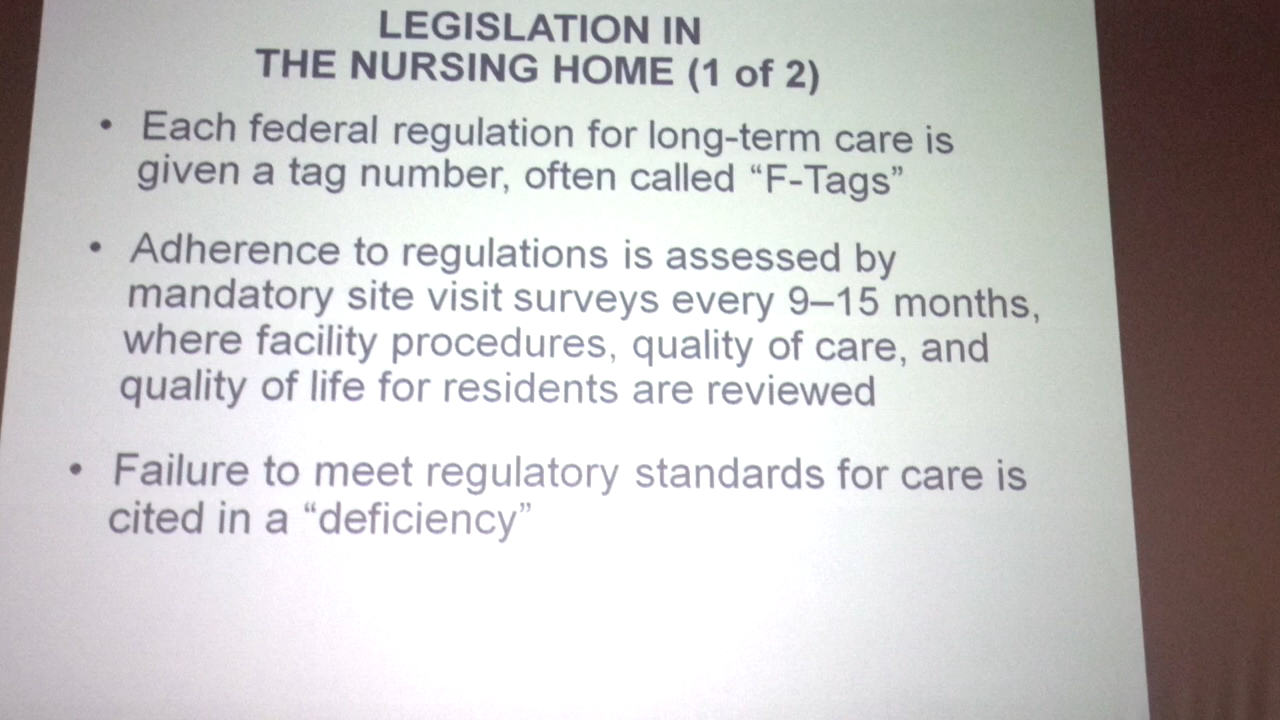 LEGISLATION IN
THE NURSING HOME (1 of 2)
• Each federal regulation for long-term care is
given a tag number, often called “F-Tags”
• Adherence to regulations is assessed by
mandatory site visit surveys every 9–15 months,
where facility procedures, quality of care, and
quality of life for residents are reviewed
• Failure to meet regulatory standards for care is
cited in a “deficiency”